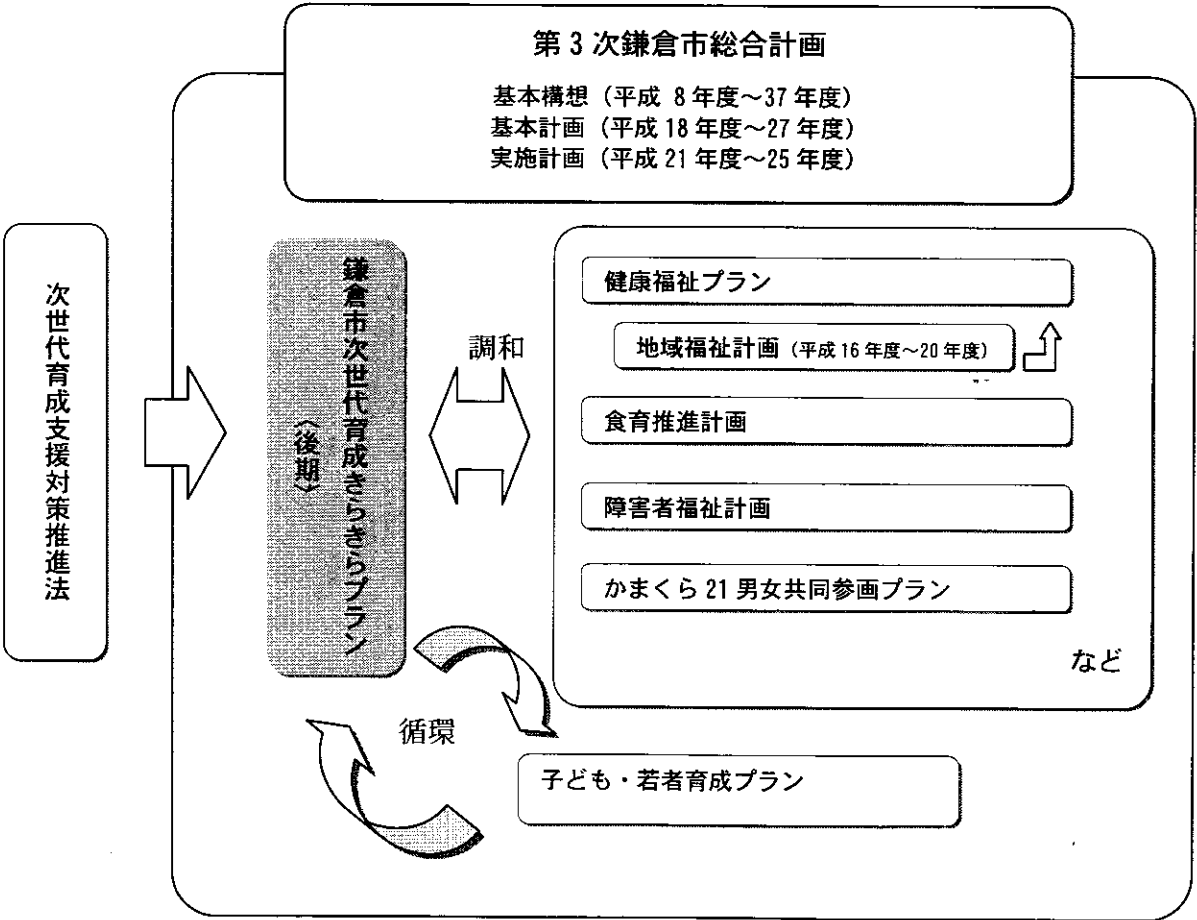 第3次鎌倉市総合計画
基本構想（平成 8年度～37年度）
基本計画（平成18年度～27年度）
実施計画（平成21年度～25年度）
次世代育成支援対策推進法
鎌倉市次世代育成きらきらプラン
（後期）
調和
健康福祉プラン
地域福祉計画（平成16年度～20年度）
食育推進計画
障害者福祉計画
かまくら21男女共同参画プラン
など
循環
子ども・若者育成プラン